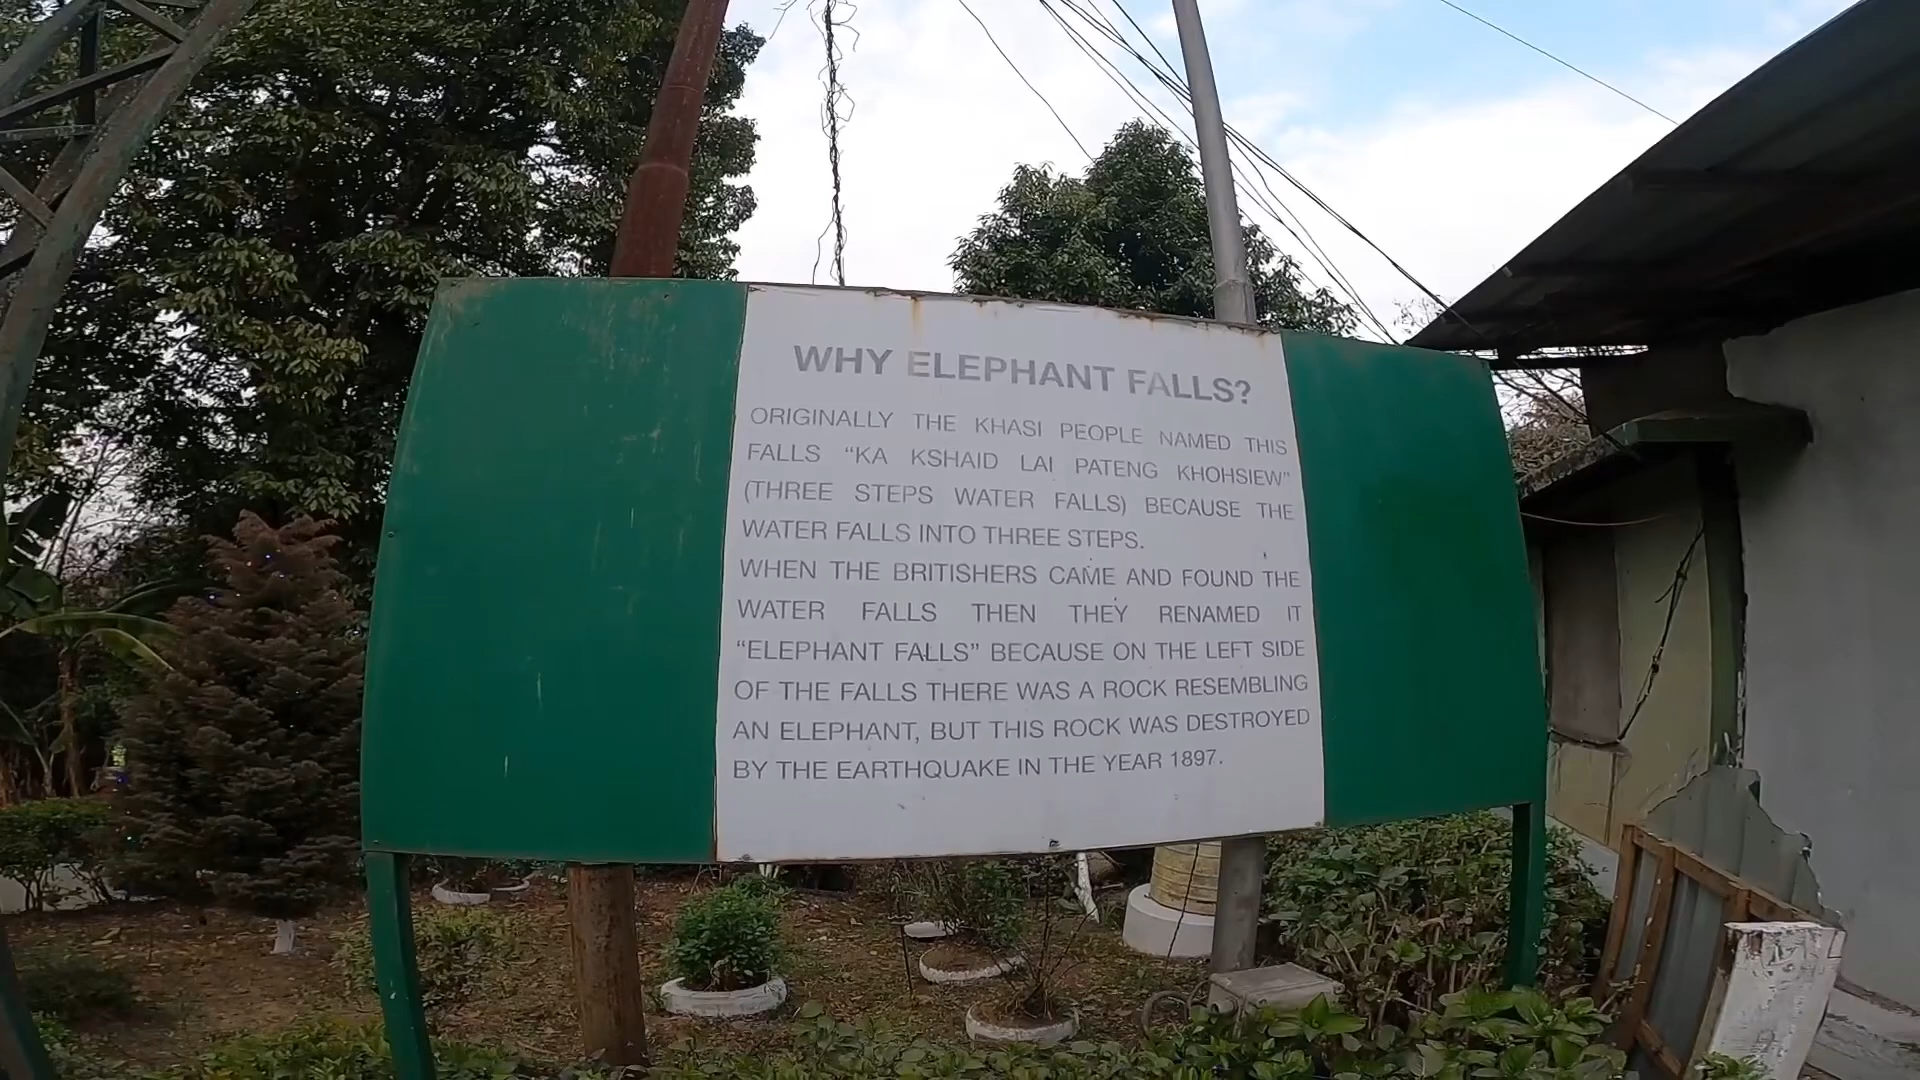 WHY ELEPHANT FALLS?
ORIGINALLY THE KHASI PEOPLE NAMED THIS
FALLS “KA KSHAID LAI PATENG KHOHSIEW”
(THREE STEPS WATER FALLS) BECAUSE THE
WATER FALLS INTO THREE STEPS.
WHEN THE BRITISHERS CAME AND FOUND THE
WATER FALLS THEN THEY RENAMED IT
“ELEPHANT FALLS” BECAUSE ON THE LEFT SIDE
OF THE FALLS THERE WAS A ROCK RESEMBLING
AN ELEPHANT, BUT THIS ROCK WAS DESTROYED
BY THE EARTHQUAKE IN THE YEAR 1897.